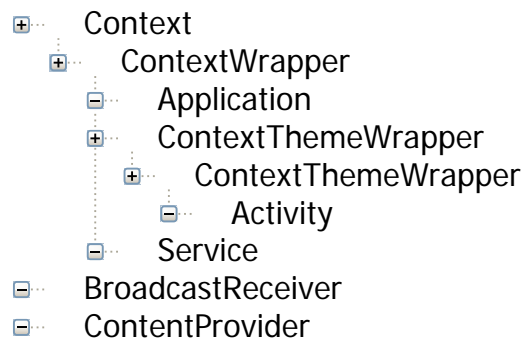 Context
ContextWrapper
Application
ContextThemeWrapper
ContextThemeWrapper
Activity
Service
BroadcastReceiver
ContentProvider